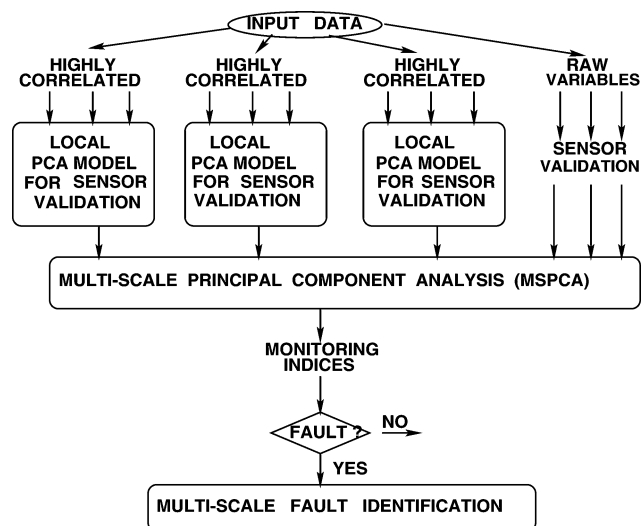 INPUT DATA
HIGHLY
CORRELATED
HIGHLY
CORRELATED
HIGHLY
CORRELATED
RAW
VARIABLES
LOCAL
PCA MODEL
FOR SENSOR
VALIDATION
LOCAL
PCA MODEL
FOR SENSOR
VALIDATION
LOCAL
PCA MODEL
FOR SENSOR
VALIDATION
SENSOR
VALIDATION
MULTI-SCALE PRINCIPAL COMPONENT ANALYSIS (MSPCA)
MONITORING
INDICES
FAULT ?
NO
YES
MULTI-SCALE FAULT IDENTIFICATION